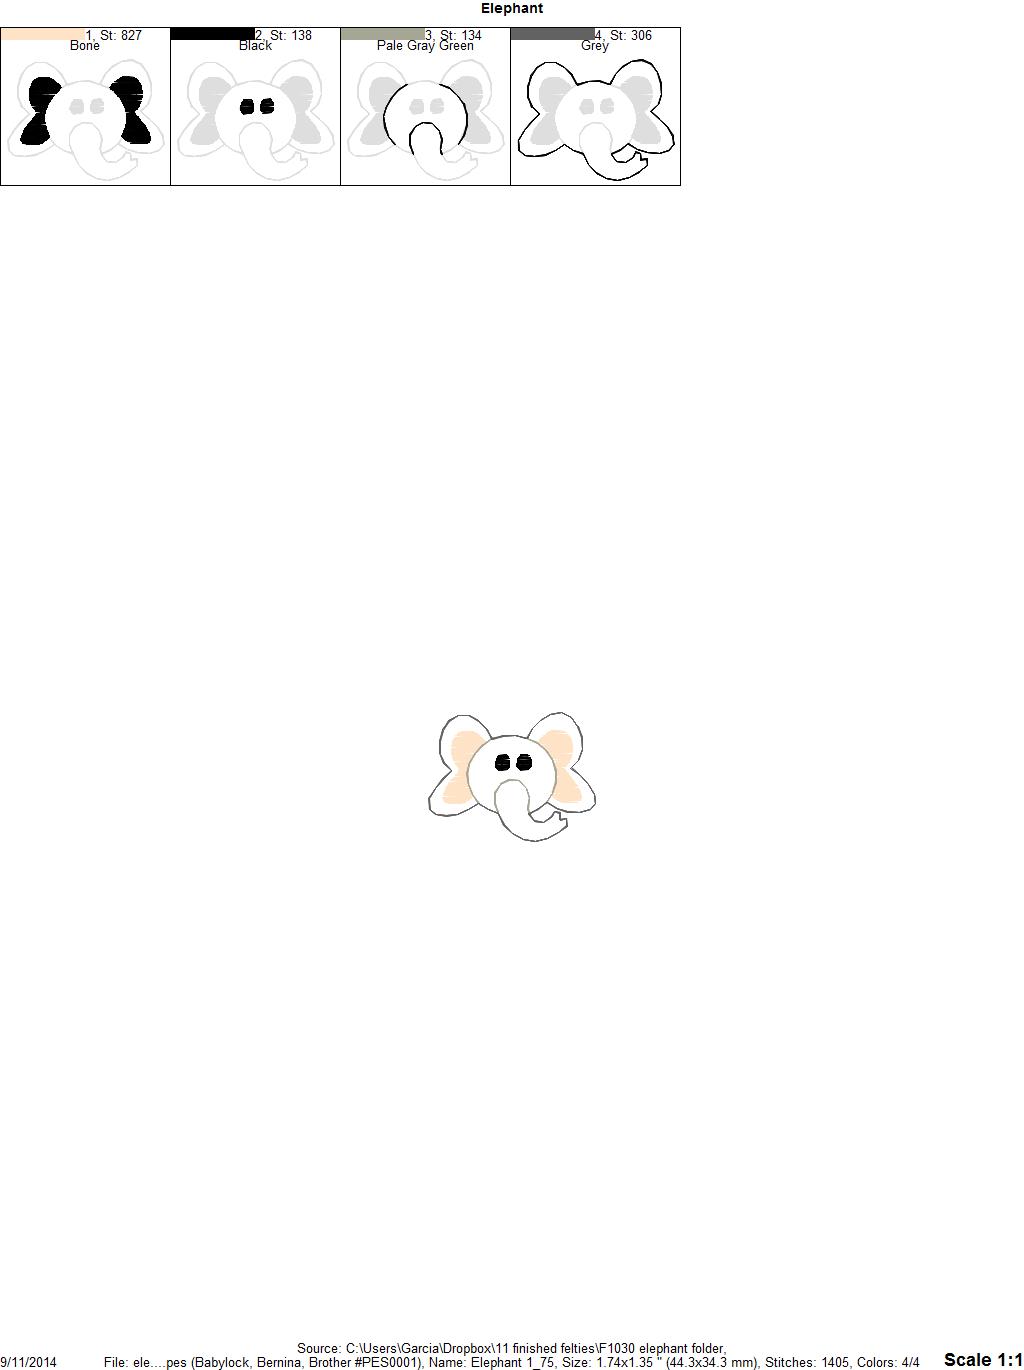 Elephant
1, St: 827
Bone
2, St: 138
Black
3, St: 134
Pale Gray Green
4, St: 306
Grey
Source: C:\Users\Garcia\Dropbox\11 finished felties\F1030 elephant folder,
9/11/2014 File: ele....pes (Babylock, Bernina, Brother #PES0001), Name: Elephant 1_75, Size: 1.74x1.35 " (44.3x34.3 mm), Stitches: 1405, Colors: 4/4 Scale 1:1